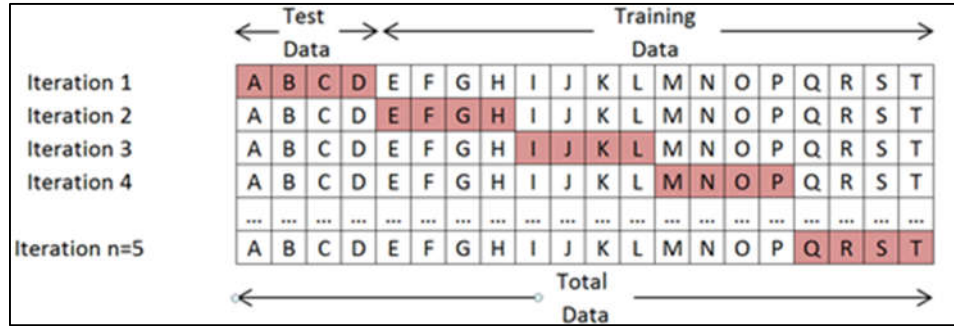 Test Training
Data Data
Iteration 1 A B C D E F G H I J K L M N O P Q R S T
Iteration 2 A B C D E F G H I J K L M N O P Q R S T
Iteration 3 A B C D E F G H I J K L M N O P Q R S T
Iteration 4 A B C D E F G H I J K L M N O P Q R S T
... ... ... ... ... ... ... ... ... ... ... ... ... ... ... ... ... ... ... ...
Iteration n=5 A B C D E F G H I J K L M N O P Q R S T
Total
Data